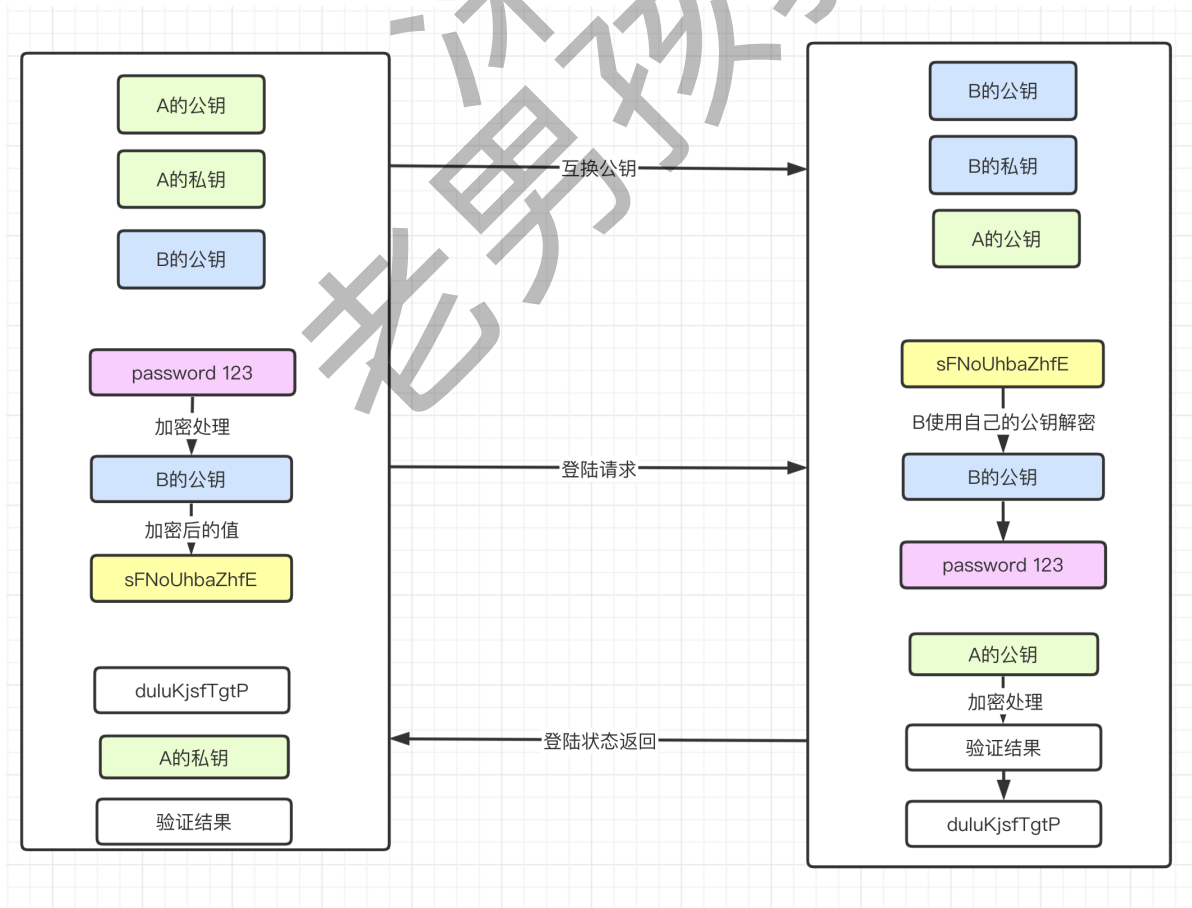 A的公钥
A的私钥
B的公钥
password 123
加密处理
B的公钥
加密后的值
sFNoUhbaZhfE
duluKjsfTgtP
A的私钥
验证结果
互换公钥
登陆请求
登陆状态返回
B的公钥
B的私钥
A的公钥
sFNoUhbaZhfE
B使用自己的公钥解密
B的公钥
password 123
A的公钥
加密处理
验证结果
duluKjsfTgtP
老男孩